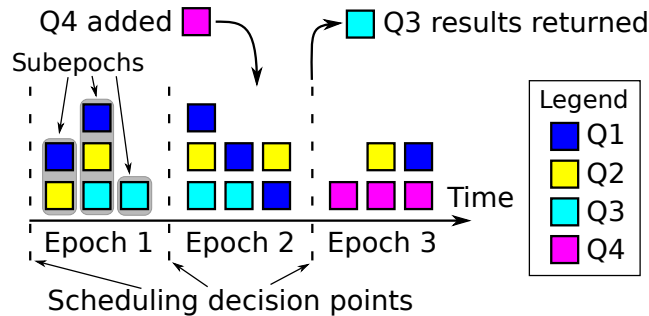 Q4 added
Q3 results returned
Subepochs
Legend
Q1
Q2
Q3
Q4
Time
Epoch 1
Epoch 2
Epoch 3
Scheduling decision points